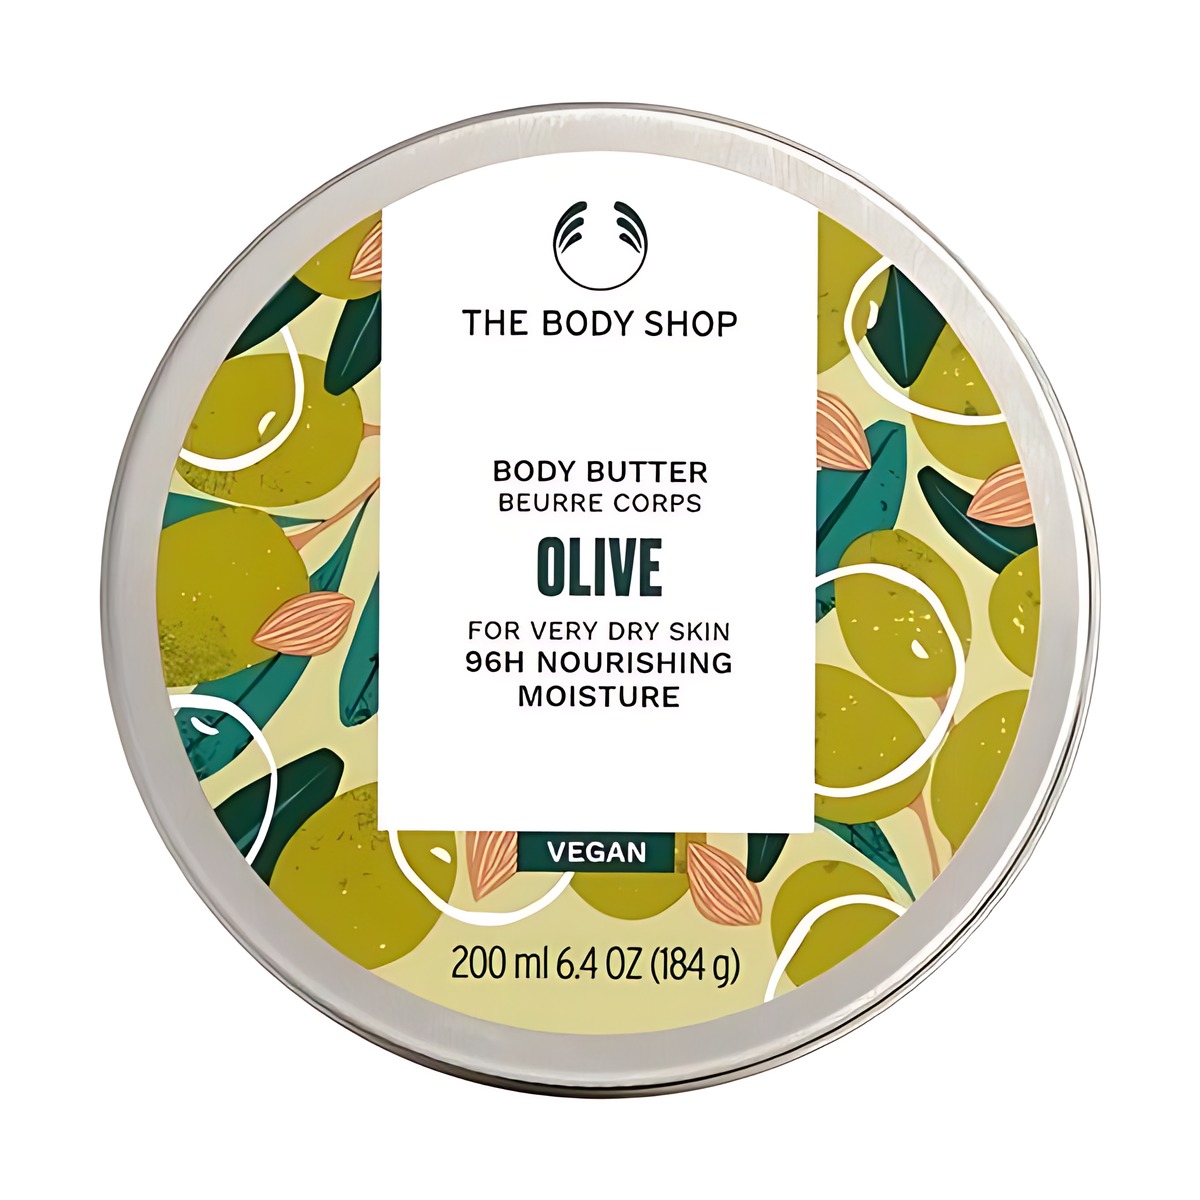 THE BODY SHOP
BODY BUTTER
BEURRE CORPS
OLIVE
FOR VERY DRY SKIN
96H NOURISHING
MOISTURE
VEGAN
200 ml 6.4 OZ (184 g)